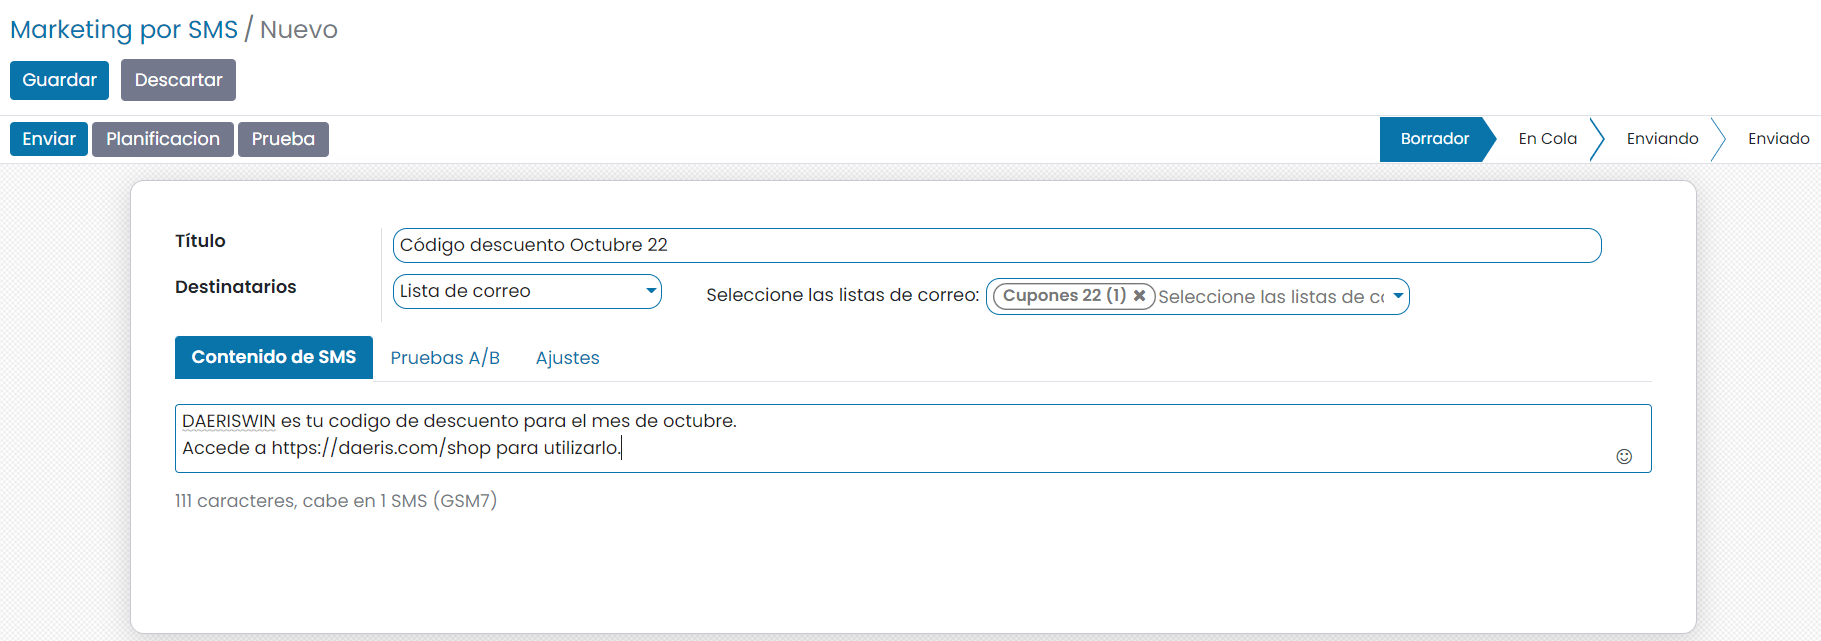 Marketing por SMS / Nuevo
Guardar Descartar
Enviar Planificacion Prueba Borrador En Cola Enviando Enviado
Título Código descuento Octubre 22
Destinatarios Lista de correo Seleccione las listas de correo: Cupones 22 (1) ✖ Seleccione las listas de co
Contenido de SMS Pruebas A/B Ajustes
DAERISWIN es tu codigo de descuento para el mes de octubre.
Accede a https://daeris.com/shop para utilizarlo.
111 caracteres, cabe en 1 SMS (GSM7)